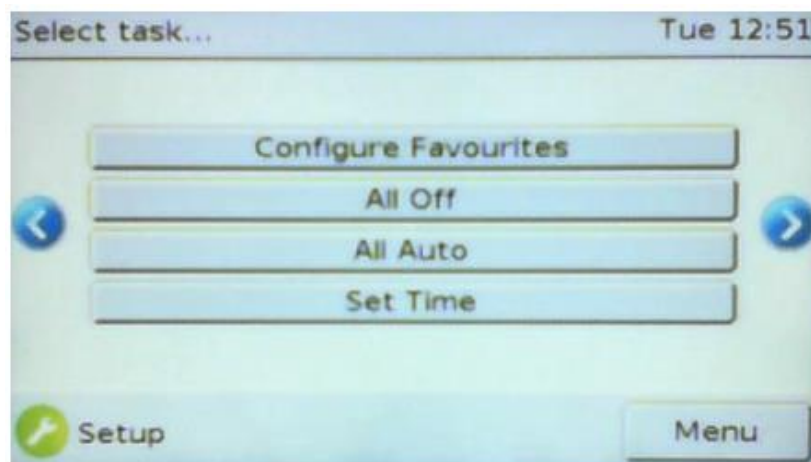 Select task... Tue 12:51
Configure Favourites
All Off
All Auto
Set Time
Setup Menu